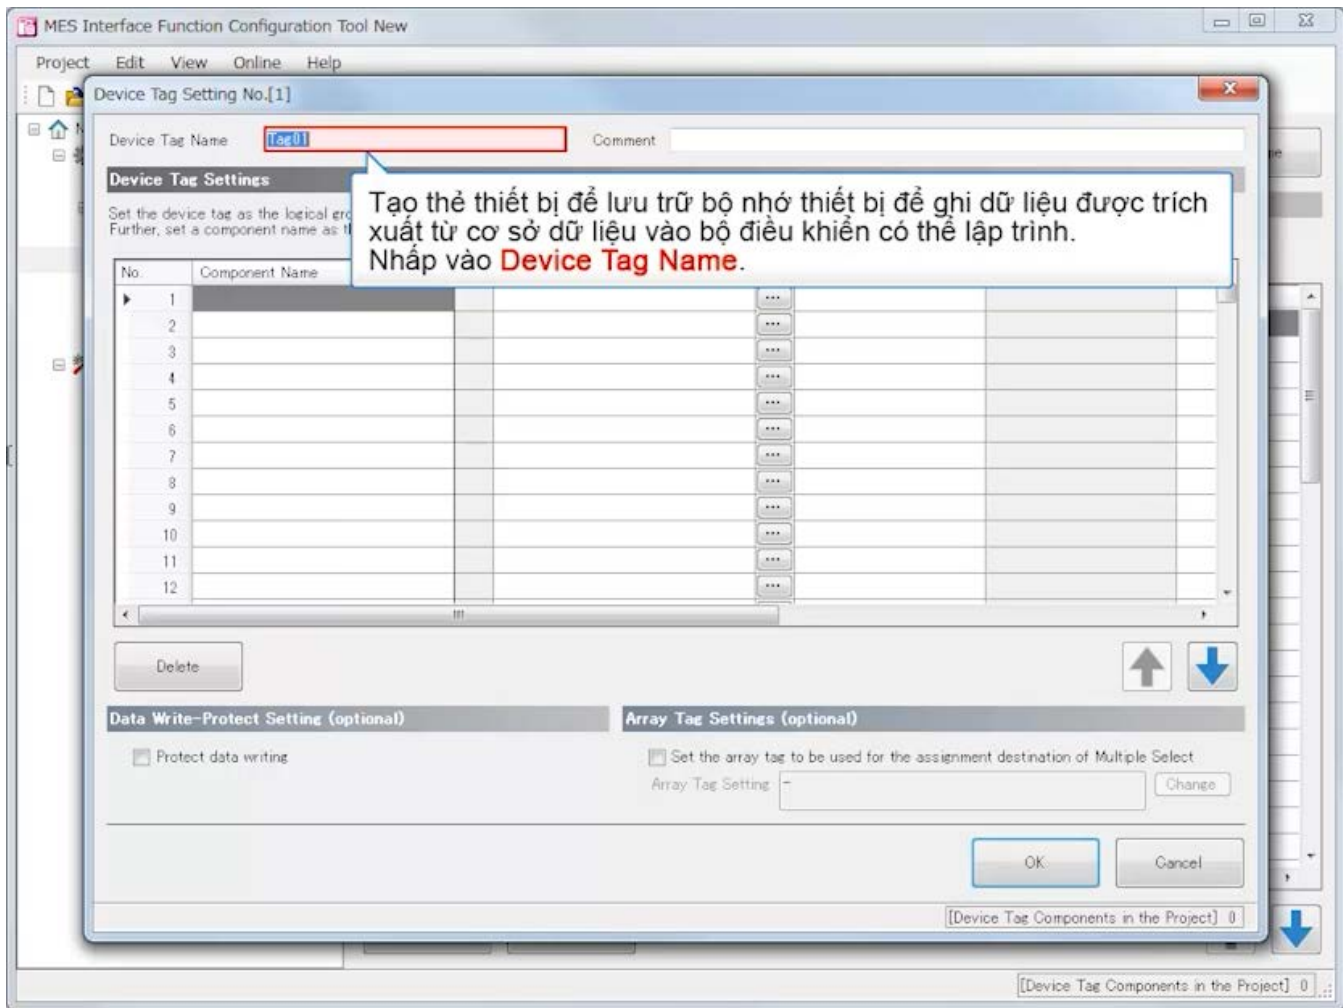 MES Interface Function Configuration Tool New
Project Edit View Online Help
Device Tag Setting No.[1]
Device Tag Name Tag01 Comment
Device Tag Settings
Set the device tag as the logical
Further, set a component name as
Tạo thẻ thiết bị để lưu trữ bộ nhớ thiết bị để ghi dữ liệu được trích
xuất từ cơ sở dữ liệu vào bộ điều khiển có thể lập trình.
Nhấp vào Device Tag Name.
No. Component Name
1 ...
2 ...
3 ...
4 ...
5 ...
6 ...
7 ...
8 ...
9 ...
10 ...
11 ...
12 ...
Delete
Data Write-Protect Setting (optional) Array Tag Settings (optional)
Protect data writing Set the array tag to be used for the assignment destination of Multiple Select
Array Tag Setting - Change
OK Cancel
[Device Tag Components in the Project] 0
[Device Tag Components in the Project] 0